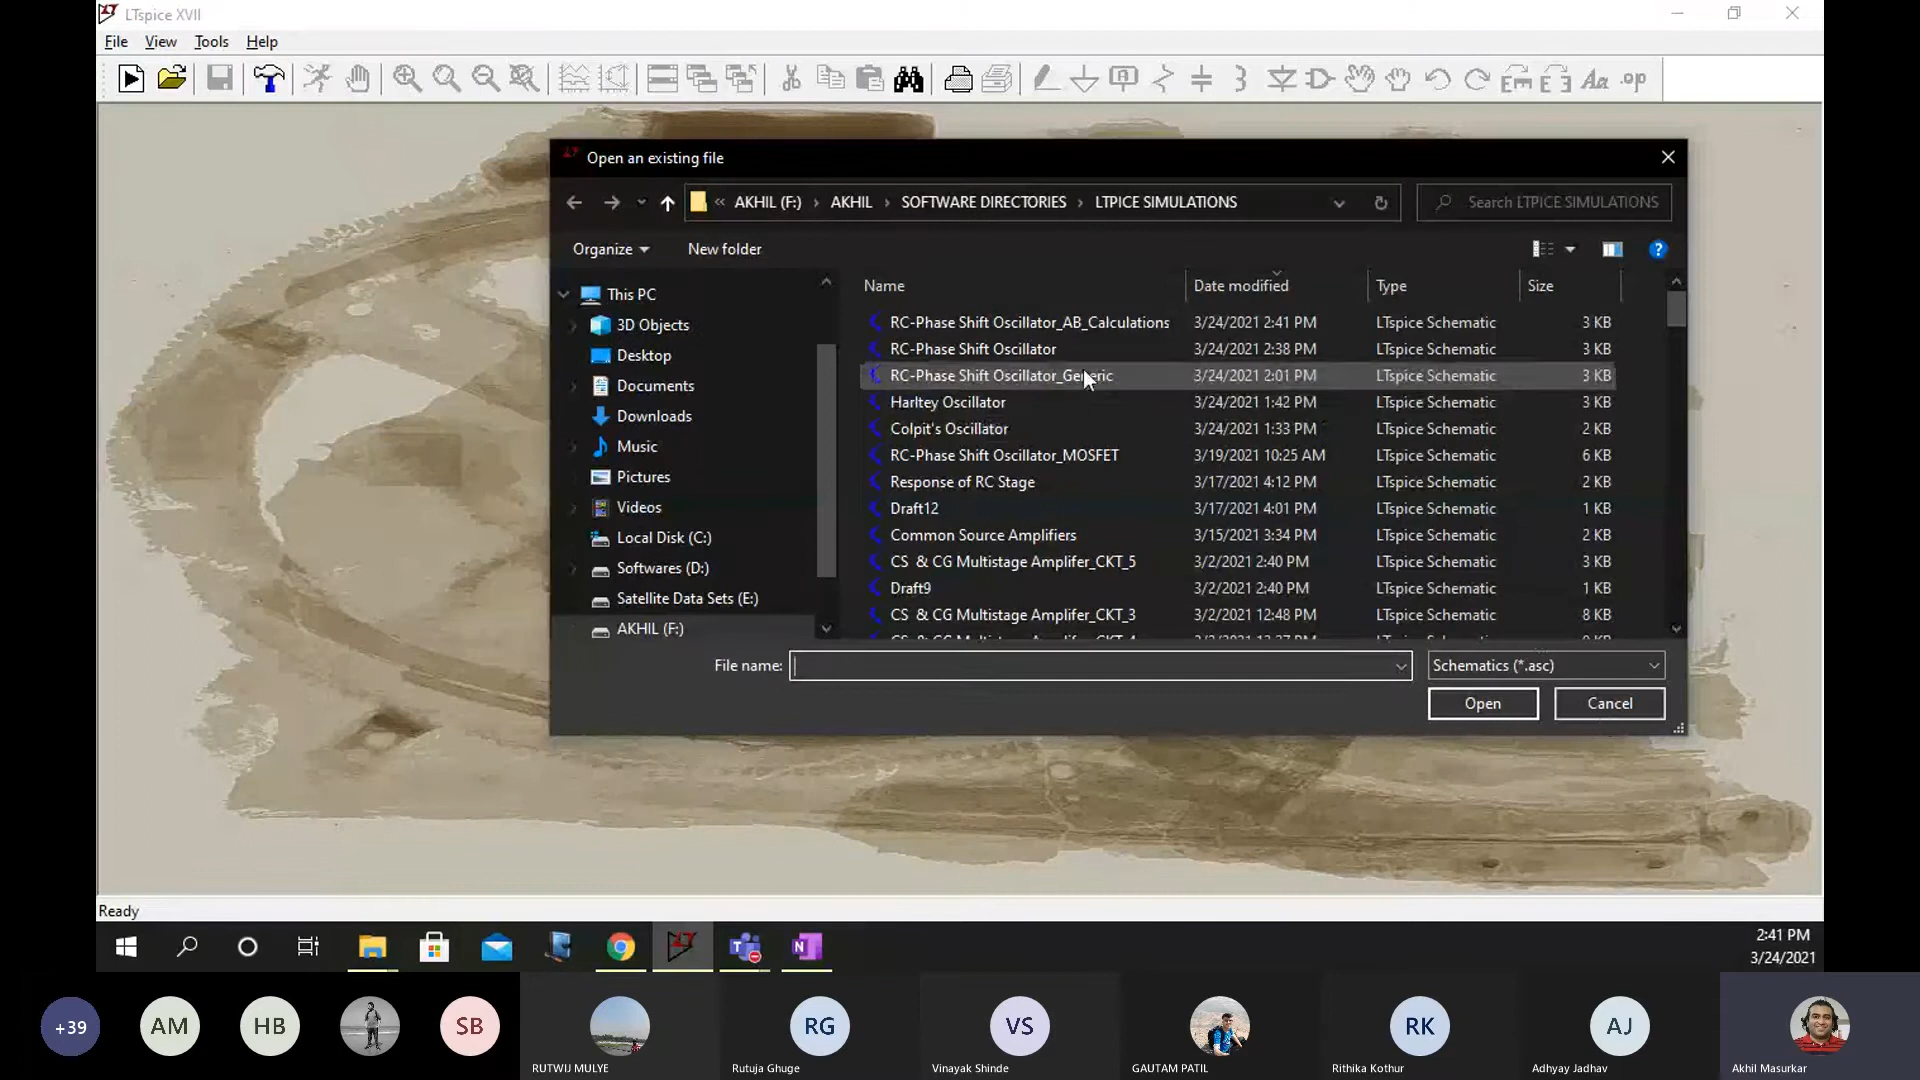 LTspice XVII
File View Tools Help
Aa .op
Open an existing file
« AKHIL (F:) › AKHIL › SOFTWARE DIRECTORIES › LTPICE SIMULATIONS
Search LTPICE SIMULATIONS
Organize New folder
Name Date modified Type Size
This PC
3D Objects
Desktop
Documents
Downloads
Music
Pictures
Videos
Local Disk (C:)
Softwares (D:)
Satellite Data Sets (E:)
AKHIL (F:)
RC-Phase Shift Oscillator_AB_Calculations 3/24/2021 2:41 PM LTspice Schematic 3 KB
RC-Phase Shift Oscillator 3/24/2021 2:38 PM LTspice Schematic 3 KB
RC-Phase Shift Oscillator_Generic 3/24/2021 2:01 PM LTspice Schematic 3 KB
Harltey Oscillator 3/24/2021 1:42 PM LTspice Schematic 3 KB
Colpit's Oscillator 3/24/2021 1:33 PM LTspice Schematic 2 KB
RC-Phase Shift Oscillator_MOSFET 3/19/2021 10:25 AM LTspice Schematic 6 KB
Response of RC Stage 3/17/2021 4:12 PM LTspice Schematic 2 KB
Draft12 3/17/2021 4:01 PM LTspice Schematic 1 KB
Common Source Amplifiers 3/15/2021 3:34 PM LTspice Schematic 2 KB
CS & CG Multistage Amplifer_CKT_5 3/2/2021 2:40 PM LTspice Schematic 3 KB
Draft9 3/2/2021 2:40 PM LTspice Schematic 1 KB
CS & CG Multistage Amplifer_CKT_3 3/2/2021 12:48 PM LTspice Schematic 8 KB
File name: Schematics (*.asc)
Open Cancel
Ready
2:41 PM
3/24/2021
+39 AM HB SB RG VS RK AJ
RUTWIJ MULYE Rutuja Ghuge Vinayak Shinde GAUTAM PATIL Rithika Kothur Adhyay Jadhav Akhil Masurkar